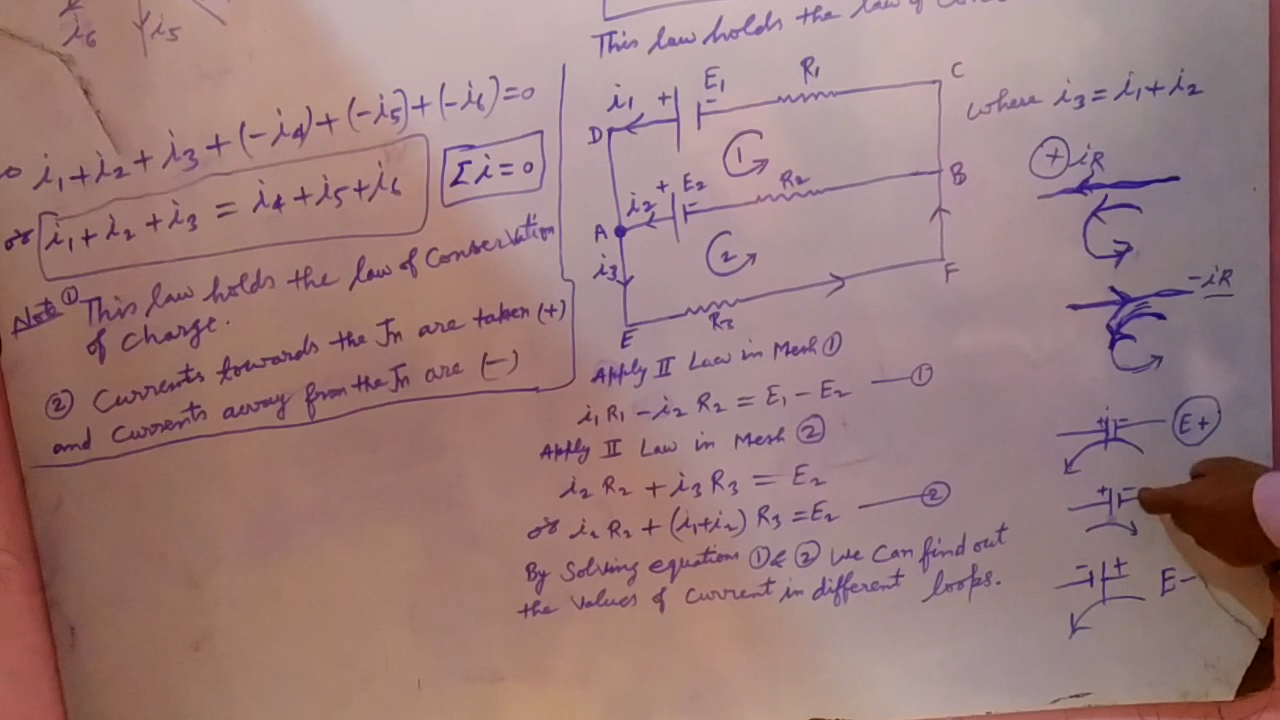 i6 i5
i1 + i2 + i3 + (-i4) + (-i5) + (-i6) = 0
or i1 + i2 + i3 = i4 + i5 + i6
Σi = 0
Note ① This law holds the law of Conservation
of Charge.
② Currents towards the Jn are taken (+)
and Currents away from the Jn are (-)
This law holds the law of
i1 + E1 - R1 C
D
1
i2 + E2 - R2 B
A
2
i3
E R3 F
where i3 = i1 + i2
Apply II Law in Mesh ①
i1 R1 - i2 R2 = E1 - E2 — ①
Apply II Law in Mesh ②
i2 R2 + i3 R3 = E2
or i2 R2 + (i1+i2) R3 = E2 — ②
By Solving equations ① & ② we can find out
the values of current in different loops.
+ iR
-iR
+ - E+
+ -
- + E-